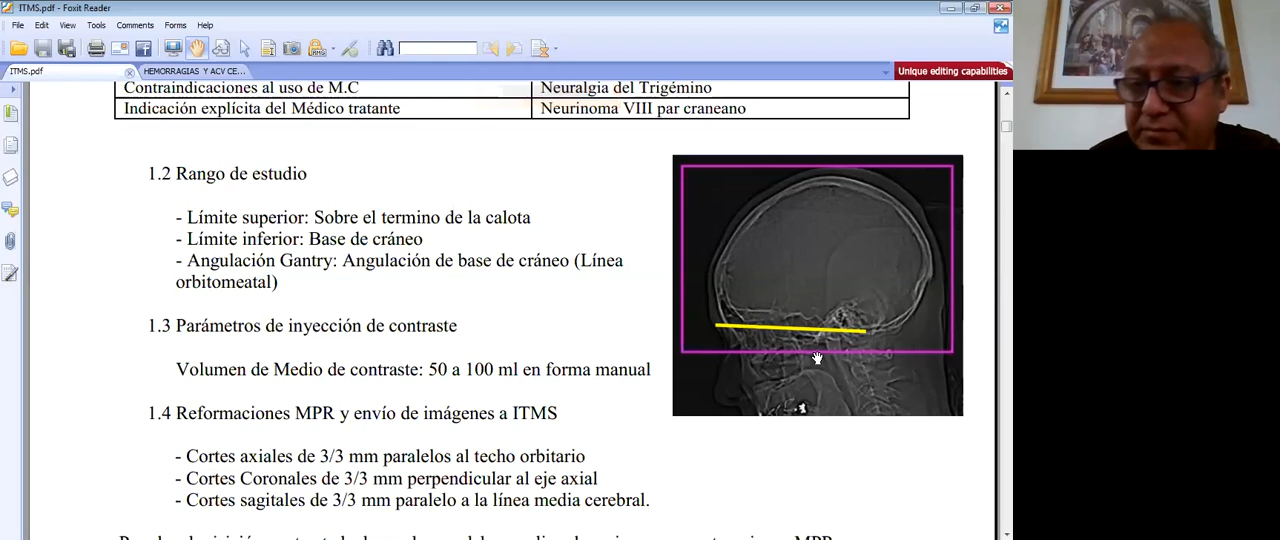 ITMS.pdf - Foxit Reader
File Edit View Tools Comments Forms Help
ITMS.pdf HEMORRAGIAS Y ACV CE... Unique editing capabilities
Contraindicaciones al uso de M.C Neuralgia del Trigémino
Indicación explícita del Médico tratante Neurinoma VIII par craneano
1.2 Rango de estudio
- Límite superior: Sobre el termino de la calota
- Límite inferior: Base de cráneo
- Angulación Gantry: Angulación de base de cráneo (Línea
orbitomeatal)
1.3 Parámetros de inyección de contraste
Volumen de Medio de contraste: 50 a 100 ml en forma manual
1.4 Reformaciones MPR y envío de imágenes a ITMS
- Cortes axiales de 3/3 mm paralelos al techo orbitario
- Cortes Coronales de 3/3 mm perpendicular al eje axial
- Cortes sagitales de 3/3 mm paralelo a la línea media cerebral.